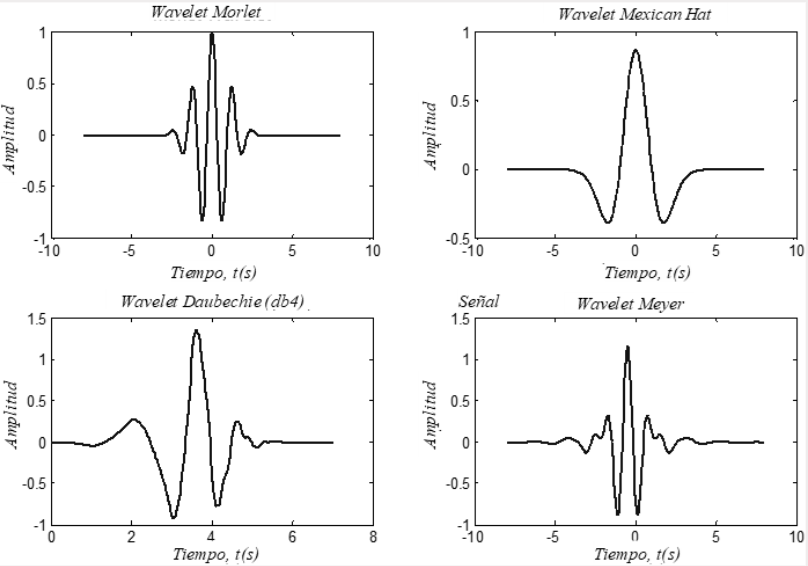 Wavelet Morlet
Amplitud
1
0.5
0
-0.5
-1
-10 -5 0 5 10
Tiempo, t(s)
Wavelet Mexican Hat
Amplitud
1
0.5
0
-0.5
-10 -5 0 5 10
Tiempo, t(s)
Wavelet Daubechie (db4)
Amplitud
1.5
1
0.5
0
-0.5
-1
0 2 4 6 8
Tiempo, t(s)
Señal Wavelet Meyer
Amplitud
1.5
1
0.5
0
-0.5
-1
-10 -5 0 5 10
Tiempo, t(s)